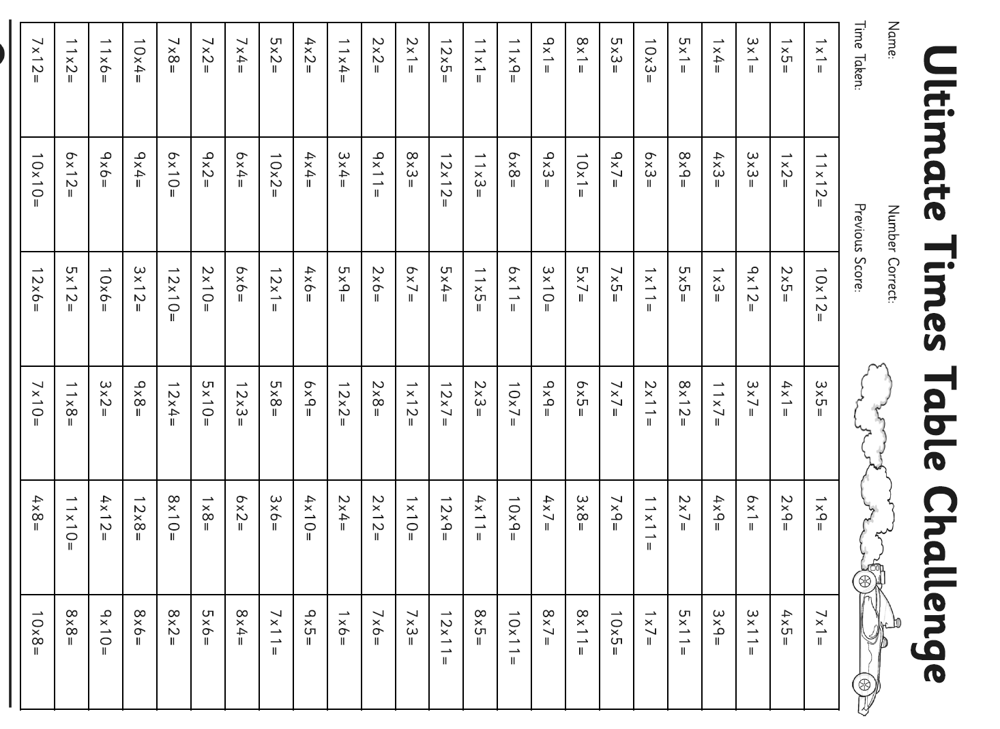 Ultimate Times Table Challenge
Name: Number Correct:
Time Taken: Previous Score:
1x1= 11x12= 10x12= 3x5= 1x9= 7x1=
1x5= 1x2= 2x5= 4x1= 2x9= 4x5=
3x1= 3x3= 9x12= 3x7= 6x1= 3x11=
1x4= 4x3= 1x3= 11x7= 4x9= 3x9=
5x1= 8x9= 5x5= 8x12= 2x7= 5x11=
10x3= 6x3= 1x11= 2x11= 11x11= 1x7=
5x3= 9x7= 7x5= 7x7= 7x9= 10x5=
8x1= 10x1= 5x7= 6x5= 3x8= 8x11=
9x1= 9x3= 3x10= 9x9= 4x7= 8x7=
11x9= 6x8= 6x11= 10x7= 10x9= 10x11=
11x1= 11x3= 11x5= 2x3= 4x11= 8x5=
12x5= 12x12= 5x4= 12x7= 12x9= 12x11=
2x1= 8x3= 6x7= 1x12= 1x10= 7x3=
2x2= 9x11= 2x6= 2x8= 2x12= 7x6=
11x4= 3x4= 5x9= 12x2= 2x4= 1x6=
4x2= 4x4= 4x6= 6x9= 4x10= 9x5=
5x2= 10x2= 12x1= 5x8= 3x6= 7x11=
7x4= 6x4= 6x6= 12x3= 6x2= 8x4=
7x2= 9x2= 2x10= 5x10= 1x8= 5x6=
7x8= 6x10= 12x10= 12x4= 8x10= 8x2=
10x4= 9x4= 3x12= 9x8= 12x8= 8x6=
11x6= 9x6= 10x6= 3x2= 4x12= 9x10=
11x2= 6x12= 5x12= 11x8= 11x10= 8x8=
7x12= 10x10= 12x6= 7x10= 4x8= 10x8=